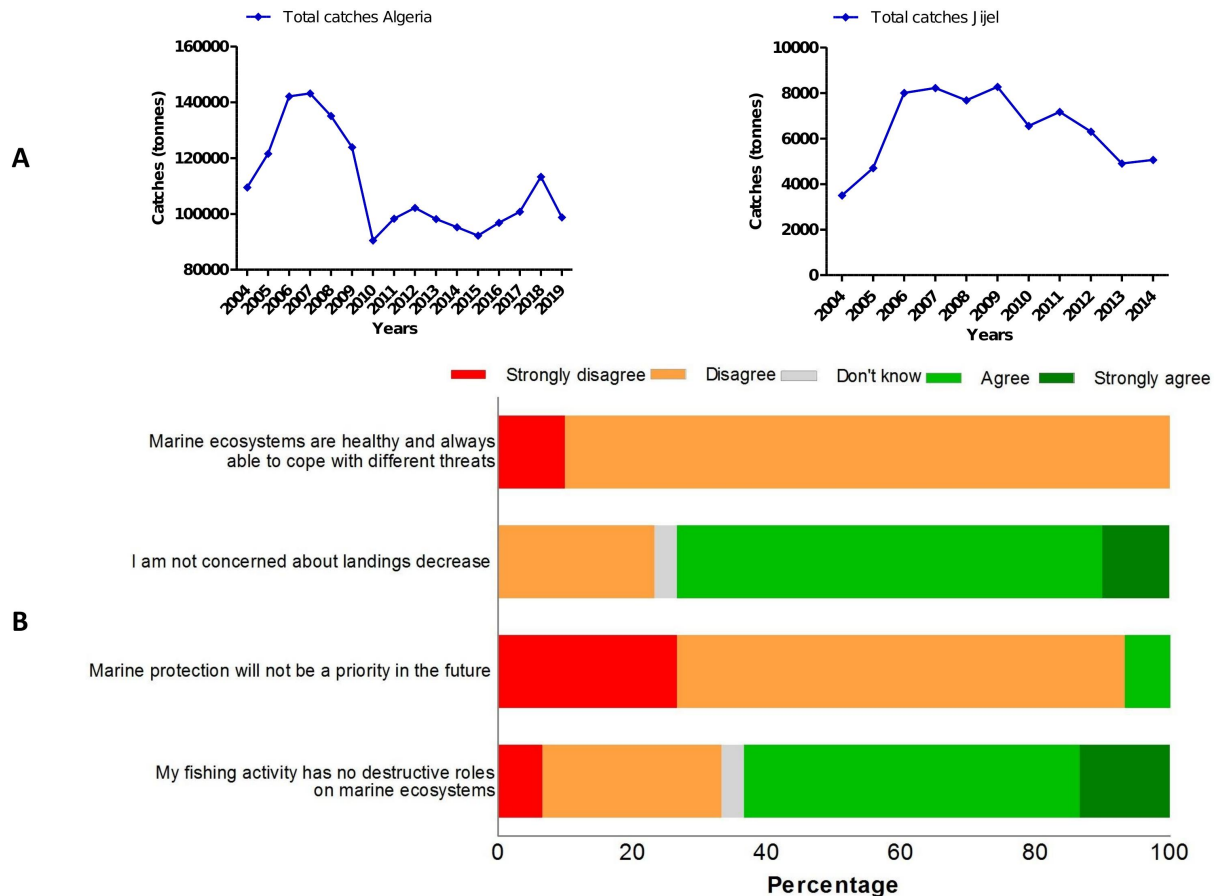 Total catches Algeria
Total catches Jijel
A
Catches (tonnes)
160000
140000
120000
100000
80000
2004
2005
2006
2007
2008
2009
2010
2011
2012
2013
2014
2015
2016
2017
2018
2019
Years
Catches (tonnes)
10000
8000
6000
4000
2000
0
2004
2005
2006
2007
2008
2009
2010
2011
2012
2013
2014
Years
B
Strongly disagree Disagree Don't know Agree Strongly agree
Marine ecosystems are healthy and always
able to cope with different threats
I am not concerned about landings decrease
Marine protection will not be a priority in the future
My fishing activity has no destructive roles
on marine ecosystems
0 20 40 60 80 100
Percentage